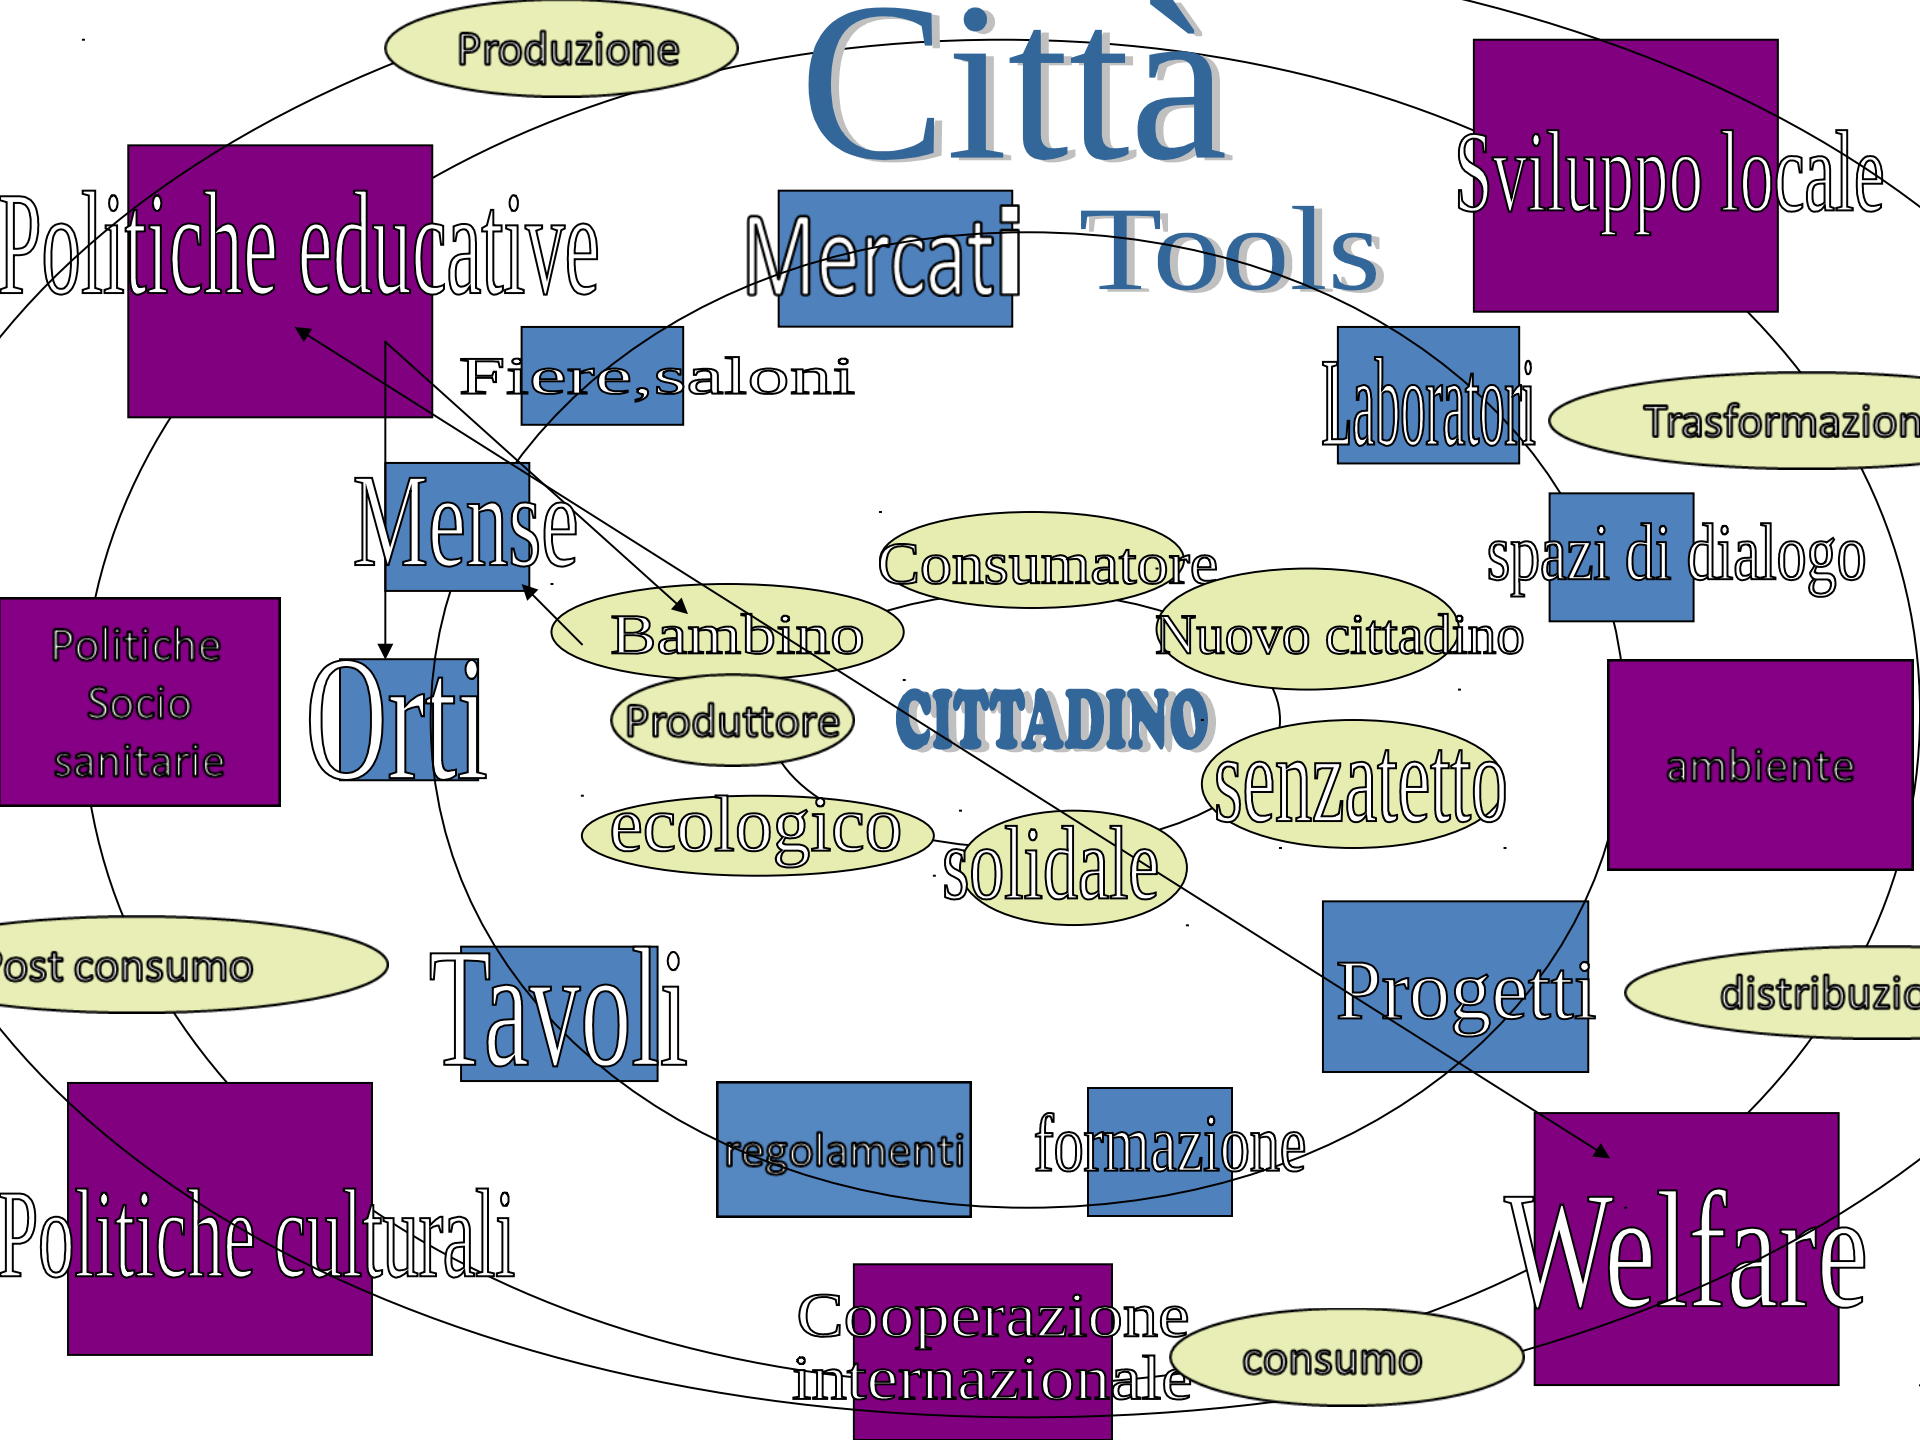 Produzione
Città
Sviluppo locale
Politiche educative
Mercati
Tools
Fiere,saloni
Laboratori
Trasformazion
Mense
Consumatore
spazi di dialogo
Bambino
Nuovo cittadino
Politiche
Socio
sanitarie
Orti
Produttore
CITTADINO
senzatetto
ambiente
ecologico
solidale
Post consumo
Tavoli
Progetti
distribuzio
regolamenti
formazione
Politiche culturali
Welfare
Cooperazione
internazionale
consumo